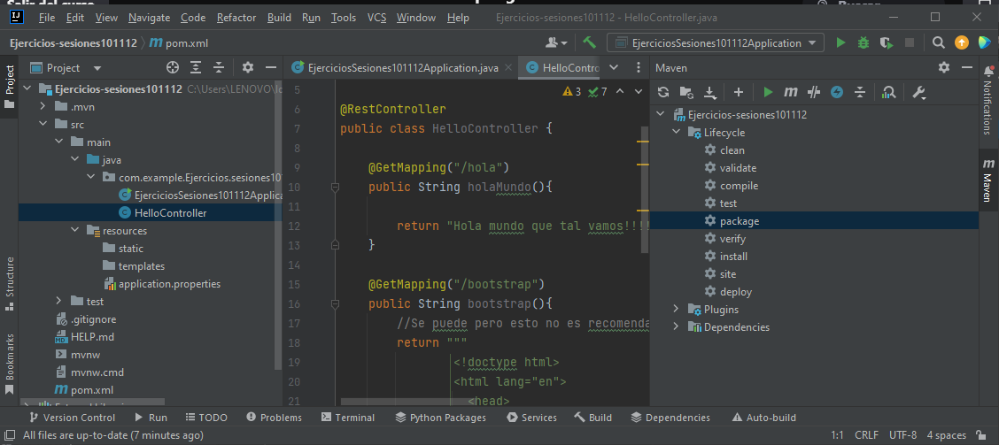 File Edit View Navigate Code Refactor Build Run Tools VCS Window Help Ejercicios-sesiones101112 - HelloController.java
Ejercicios-sesiones101112 pom.xml
EjerciciosSesiones101112Application
Project
EjerciciosSesiones101112Application.java
HelloContro
Maven
3 7
Ejercicios-sesiones101112 C:\Users\LENOVO\
.mvn
src
main
java
com.example.Ejercicios.sesiones10
EjerciciosSesiones101112Applica
HelloController
resources
static
templates
application.properties
test
.gitignore
HELP.md
mvnw
mvnw.cmd
pom.xml
5
6 @RestController
7 public class HelloController {
8
9 @GetMapping("/hola")
10 public String holaMundo(){
11
12 return "Hola mundo que tal vamos!!!!
13 }
14
15 @GetMapping("/bootstrap")
16 public String bootstrap(){
17 //Se puede pero esto no es recomenda
18 return """
19 <!doctype html>
20 <html lang="en">
21 <head>
Ejercicios-sesiones101112
Lifecycle
clean
validate
compile
test
package
verify
install
site
deploy
Plugins
Dependencies
Project
Structure
Bookmarks
Notifications
Maven
Version Control Run TODO Problems Terminal Python Packages Services Build Dependencies Auto-build
All files are up-to-date (7 minutes ago) 1:1 CRLF UTF-8 4 spaces